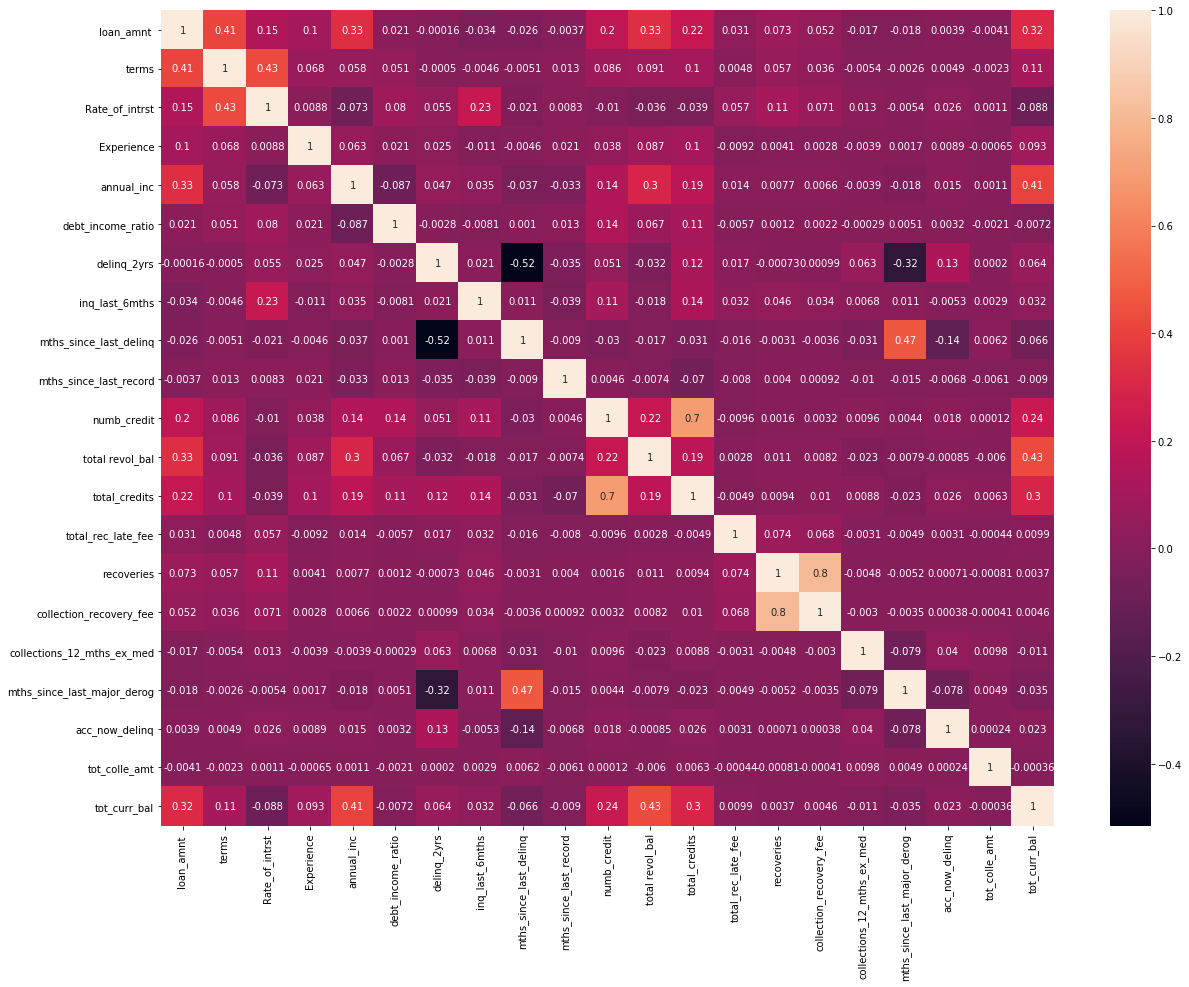 loan_amnt 1 0.41 0.15 0.1 0.33 0.021 -0.00016 -0.034 -0.026 -0.0037 0.2 0.33 0.22 0.031 0.073 0.052 -0.017 -0.018 0.0039 -0.0041 0.32
terms 0.41 1 0.43 0.068 0.058 0.051 -0.0005 -0.0046 -0.0051 0.013 0.086 0.091 0.1 0.0048 0.057 0.036 -0.0054 -0.0026 0.0049 -0.0023 0.11
Rate_of_intrst 0.15 0.43 1 0.0088 -0.073 0.08 0.055 0.23 -0.021 0.0083 -0.01 -0.036 -0.039 0.057 0.11 0.071 0.013 -0.0054 0.026 0.0011 -0.088
Experience 0.1 0.068 0.0088 1 0.063 0.021 0.025 -0.011 -0.0046 0.021 0.038 0.087 0.1 -0.0092 0.0041 0.0028 -0.0039 0.0017 0.0089 -0.00065 0.093
annual_inc 0.33 0.058 -0.073 0.063 1 -0.087 0.047 0.035 -0.037 -0.033 0.14 0.3 0.19 0.014 0.0077 0.0066 -0.0039 -0.018 0.015 0.0011 0.41
debt_income_ratio 0.021 0.051 0.08 0.021 -0.087 1 -0.0028 -0.0081 0.001 0.013 0.14 0.067 0.11 -0.0057 0.0012 0.0022 -0.00029 0.0051 0.0032 -0.0021 -0.0072
delinq_2yrs -0.00016 -0.0005 0.055 0.025 0.047 -0.0028 1 0.021 -0.52 -0.035 0.051 -0.032 0.12 0.017 -0.00073 0.00099 0.063 -0.32 0.13 0.0002 0.064
inq_last_6mths -0.034 -0.0046 0.23 -0.011 0.035 -0.0081 0.021 1 0.011 -0.039 0.11 -0.018 0.14 0.032 0.046 0.034 0.0068 0.011 -0.0053 0.0029 0.032
mths_since_last_delinq -0.026 -0.0051 -0.021 -0.0046 -0.037 0.001 -0.52 0.011 1 -0.009 -0.03 -0.017 -0.031 -0.016 -0.0031 -0.0036 -0.031 0.47 -0.14 0.0062 -0.066
mths_since_last_record -0.0037 0.013 0.0083 0.021 -0.033 0.013 -0.035 -0.039 -0.009 1 0.0046 -0.0074 -0.07 -0.008 0.004 0.00092 -0.01 -0.015 -0.0068 -0.0061 -0.009
numb_credit 0.2 0.086 -0.01 0.038 0.14 0.14 0.051 0.11 -0.03 0.0046 1 0.22 0.7 -0.0096 0.0016 0.0032 0.0096 0.0044 0.018 0.00012 0.24
total revol_bal 0.33 0.091 -0.036 0.087 0.3 0.067 -0.032 -0.018 -0.017 -0.0074 0.22 1 0.19 0.0028 0.011 0.0082 -0.023 -0.0079 -0.00085 -0.006 0.43
total_credits 0.22 0.1 -0.039 0.1 0.19 0.11 0.12 0.14 -0.031 -0.07 0.7 0.19 1 -0.0049 0.0094 0.01 0.0088 -0.023 0.026 0.0063 0.3
total_rec_late_fee 0.031 0.0048 0.057 -0.0092 0.014 -0.0057 0.017 0.032 -0.016 -0.008 -0.0096 0.0028 -0.0049 1 0.074 0.068 -0.0031 -0.0049 0.0031 -0.00044 0.0099
recoveries 0.073 0.057 0.11 0.0041 0.0077 0.0012 -0.00073 0.046 -0.0031 0.004 0.0016 0.011 0.0094 0.074 1 0.8 -0.0048 -0.0052 0.00071 -0.00081 0.0037
collection_recovery_fee 0.052 0.036 0.071 0.0028 0.0066 0.0022 0.00099 0.034 -0.0036 0.00092 0.0032 0.0082 0.01 0.068 0.8 1 -0.003 -0.0035 0.00038 -0.00041 0.0046
collections_12_mths_ex_med -0.017 -0.0054 0.013 -0.0039 -0.0039 -0.00029 0.063 0.0068 -0.031 -0.01 0.0096 -0.023 0.0088 -0.0031 -0.0048 -0.003 1 -0.079 0.04 0.0098 -0.011
mths_since_last_major_derog -0.018 -0.0026 -0.0054 0.0017 -0.018 0.0051 -0.32 0.011 0.47 -0.015 0.0044 -0.0079 -0.023 -0.0049 -0.0052 -0.0035 -0.079 1 -0.078 0.0049 -0.035
acc_now_delinq 0.0039 0.0049 0.026 0.0089 0.015 0.0032 0.13 -0.0053 -0.14 -0.0068 0.018 -0.00085 0.026 0.0031 0.00071 0.00038 0.04 -0.078 1 0.00024 0.023
tot_colle_amt -0.0041 -0.0023 0.0011 -0.00065 0.0011 -0.0021 0.0002 0.0029 0.0062 -0.0061 0.00012 -0.006 0.0063 -0.00044 -0.00081 -0.00041 0.0098 0.0049 0.00024 1 -0.00036
tot_curr_bal 0.32 0.11 -0.088 0.093 0.41 -0.0072 0.064 0.032 -0.066 -0.009 0.24 0.43 0.3 0.0099 0.0037 0.0046 -0.011 -0.035 0.023 -0.00036 1
loan_amnt
terms
Rate_of_intrst
Experience
annual_inc
debt_income_ratio
delinq_2yrs
inq_last_6mths
mths_since_last_delinq
mths_since_last_record
numb_credit
total revol_bal
total_credits
total_rec_late_fee
recoveries
collection_recovery_fee
collections_12_mths_ex_med
mths_since_last_major_derog
acc_now_delinq
tot_colle_amt
tot_curr_bal
1.0
0.8
0.6
0.4
0.2
0.0
−0.2
−0.4